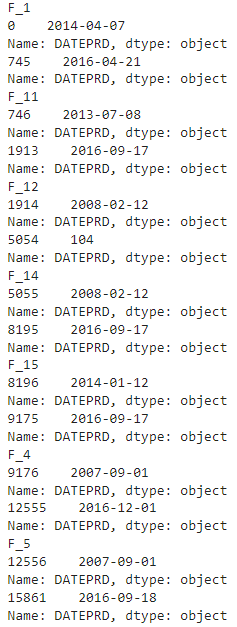 F_1
0    2014-04-07
Name: DATEPRD, dtype: object
745    2016-04-21
Name: DATEPRD, dtype: object
F_11
746    2013-07-08
Name: DATEPRD, dtype: object
1913    2016-09-17
Name: DATEPRD, dtype: object
F_12
1914    2008-02-12
Name: DATEPRD, dtype: object
5054    104
Name: DATEPRD, dtype: object
F_14
5055    2008-02-12
Name: DATEPRD, dtype: object
8195    2016-09-17
Name: DATEPRD, dtype: object
F_15
8196    2014-01-12
Name: DATEPRD, dtype: object
9175    2016-09-17
Name: DATEPRD, dtype: object
F_4
9176    2007-09-01
Name: DATEPRD, dtype: object
12555    2016-12-01
Name: DATEPRD, dtype: object
F_5
12556    2007-09-01
Name: DATEPRD, dtype: object
15861    2016-09-18
Name: DATEPRD, dtype: object